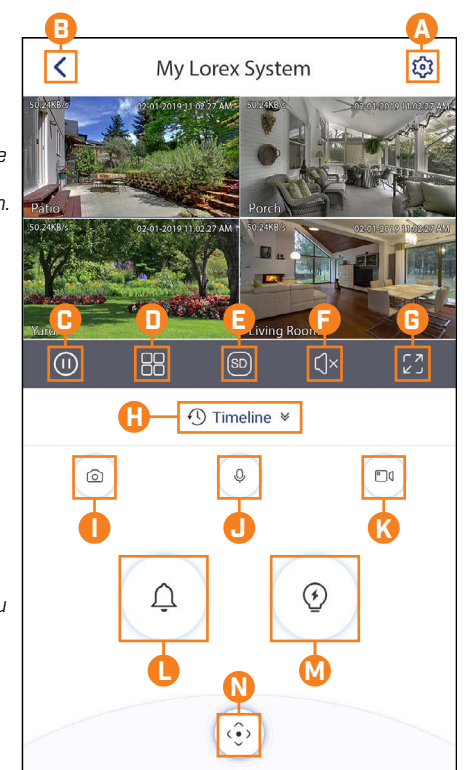 B
A
My Lorex System
50.24KB/s 02-01-2019 11:02:27 AM
50.24KB/s 02-01-2019 11:02:27 AM
e
n.
Patio
Porch
50.24KB/s 02-01-2019 11:02:27 AM
50.24KB/s 02-01-2019 11:02:27 AM
Yard
Living Room
C
D
E
F
G
SD
H
Timeline
I
J
K
u
L
M
N